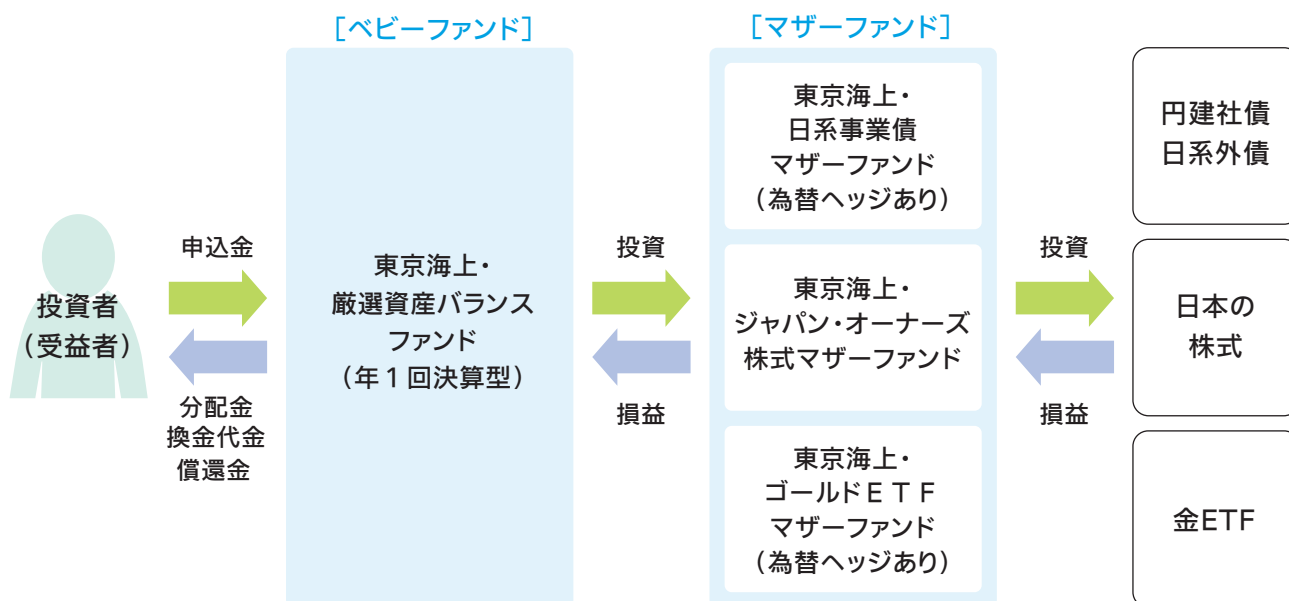 ［ベビーファンド］
［マザーファンド］
投資者
（受益者）
申込金
分配金
換金代金
償還金
東京海上・
厳選資産バランス
ファンド
（年１回決算型）
投資
損益
東京海上・
日系事業債
マザーファンド
（為替ヘッジあり）
東京海上・
ジャパン・オーナーズ
株式マザーファンド
東京海上・
ゴールドＥＴＦ
マザーファンド
（為替ヘッジあり）
投資
損益
円建社債
日系外債
日本の
株式
金ETF